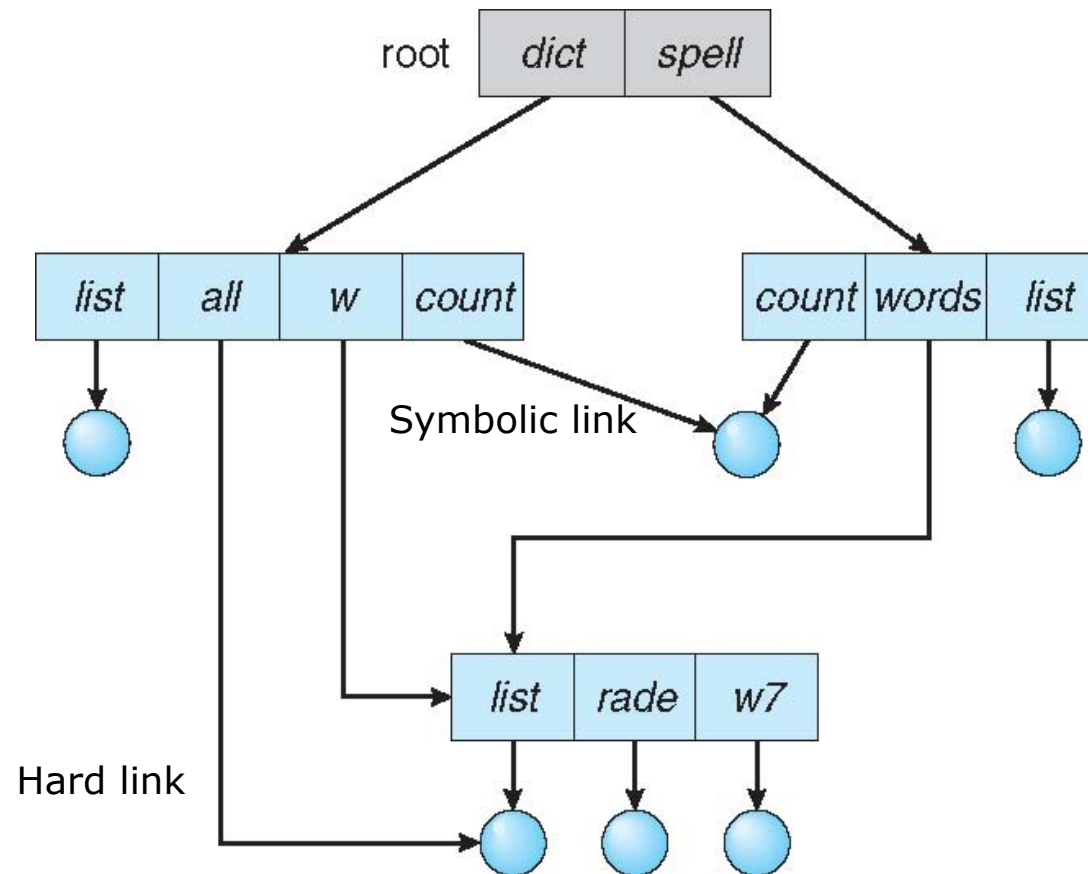 root dict spell
list all w count count words list
Symbolic link
list rade w7
Hard link